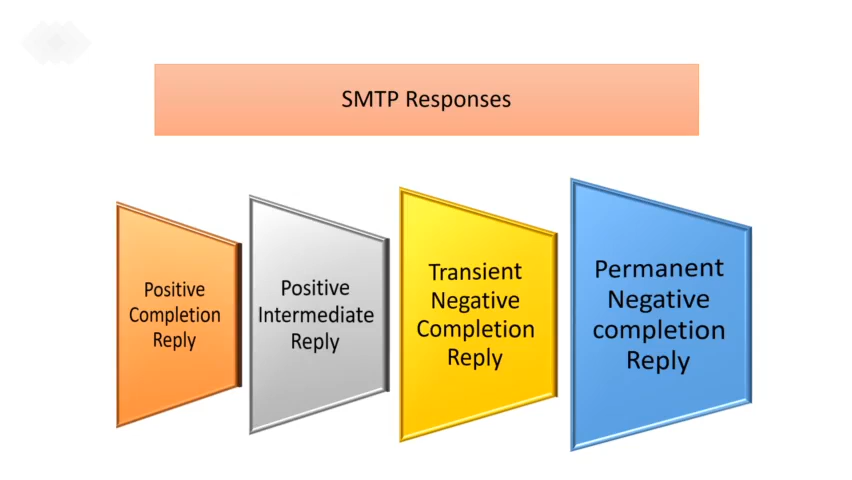 SMTP Responses
Positive
Completion
Reply
Positive
Intermediate
Reply
Transient
Negative
Completion
Reply
Permanent
Negative
completion
Reply